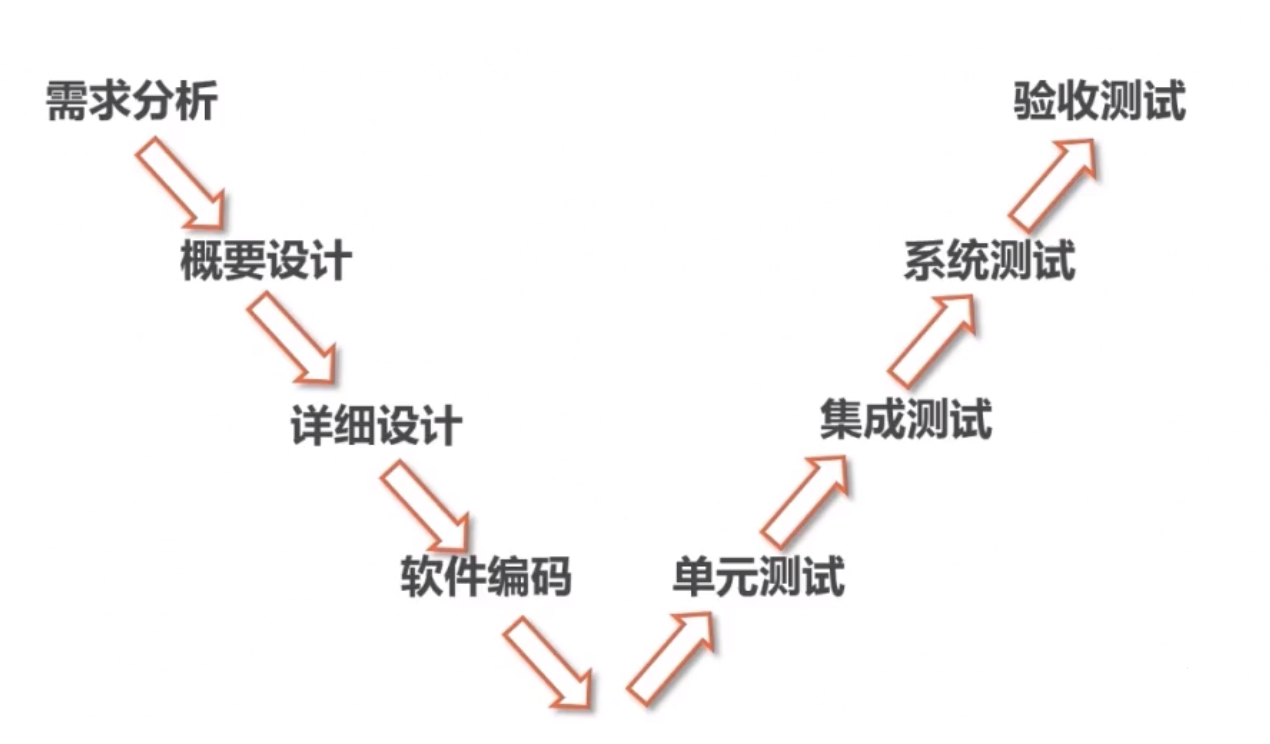 需求分析
验收测试
概要设计
系统测试
详细设计
集成测试
软件编码
单元测试